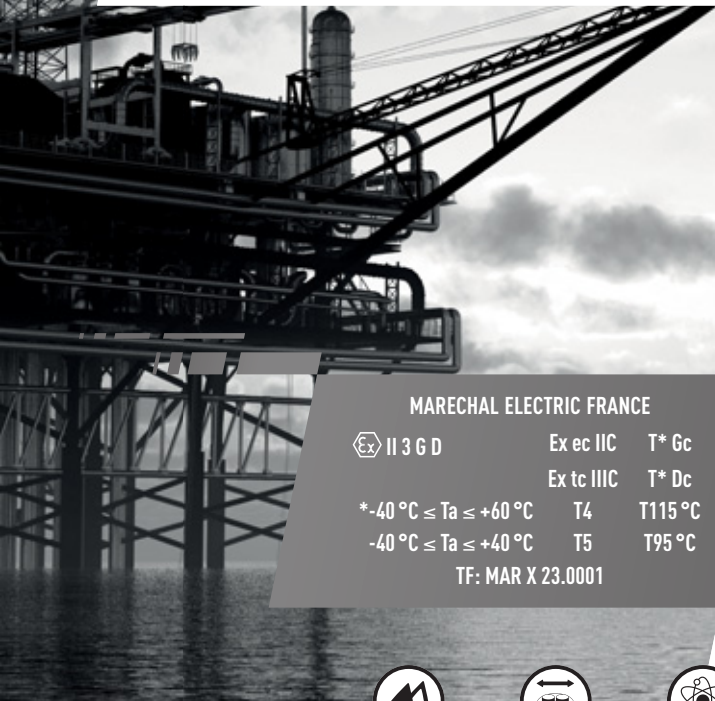 MARECHAL ELECTRIC FRANCE
Ex II 3 G D Ex ec IIC T* Gc
Ex tc IIIC T* Dc
*-40 °C ≤ Ta ≤ +60 °C T4 T115 °C
-40 °C ≤ Ta ≤ +40 °C T5 T95 °C
TF: MAR X 23.0001